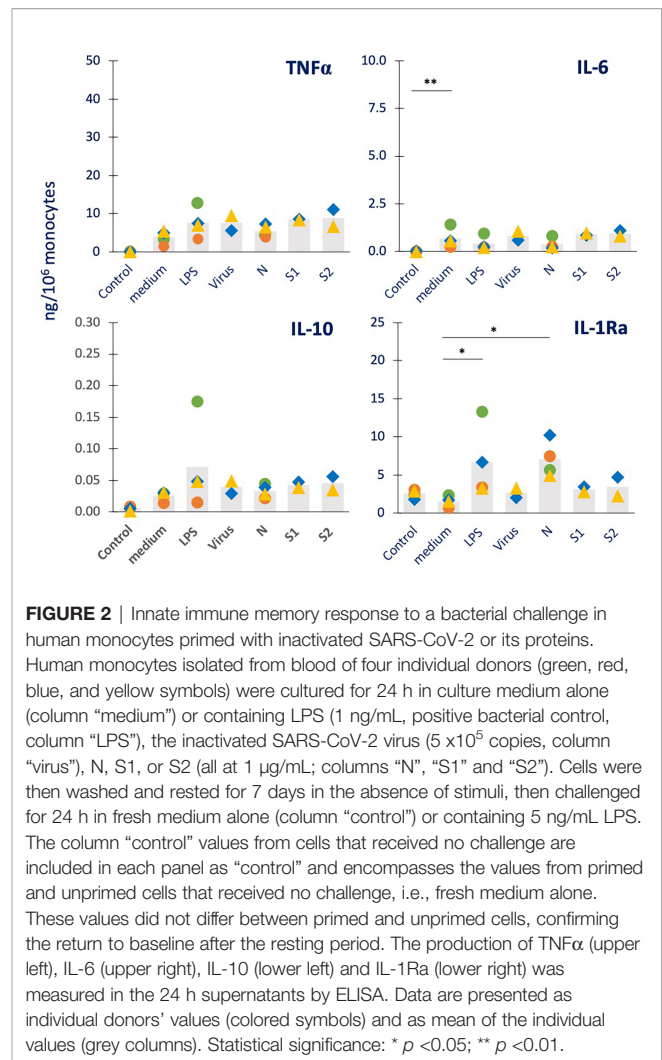 TNFα
50
40
30
20
10
0
Control
medium
LPS
Virus
N
S1
S2
IL-6
10.0
7.5
5.0
2.5
0.0
**
Control
medium
LPS
Virus
N
S1
S2
ng/10⁶ monocytes
IL-10
0.30
0.25
0.20
0.15
0.10
0.05
0.00
Control
medium
LPS
Virus
N
S1
S2
IL-1Ra
25
20
15
10
5
0
*
*
Control
medium
LPS
Virus
N
S1
S2
FIGURE 2 | Innate immune memory response to a bacterial challenge in
human monocytes primed with inactivated SARS-CoV-2 or its proteins.
Human monocytes isolated from blood of four individual donors (green, red,
blue, and yellow symbols) were cultured for 24 h in culture medium alone
(column “medium”) or containing LPS (1 ng/mL, positive bacterial control,
column “LPS”), the inactivated SARS-CoV-2 virus (5 x10⁵ copies, column
“virus”), N, S1, or S2 (all at 1 µg/mL; columns “N”, “S1” and “S2”). Cells were
then washed and rested for 7 days in the absence of stimuli, then challenged
for 24 h in fresh medium alone (column “control”) or containing 5 ng/mL LPS.
The column “control” values from cells that received no challenge are
included in each panel as “control” and encompasses the values from primed
and unprimed cells that received no challenge, i.e., fresh medium alone.
These values did not differ between primed and unprimed cells, confirming
the return to baseline after the resting period. The production of TNFα (upper
left), IL-6 (upper right), IL-10 (lower left) and IL-1Ra (lower right) was
measured in the 24 h supernatants by ELISA. Data are presented as
individual donors’ values (colored symbols) and as mean of the individual
values (grey columns). Statistical significance: * p <0.05; ** p <0.01.